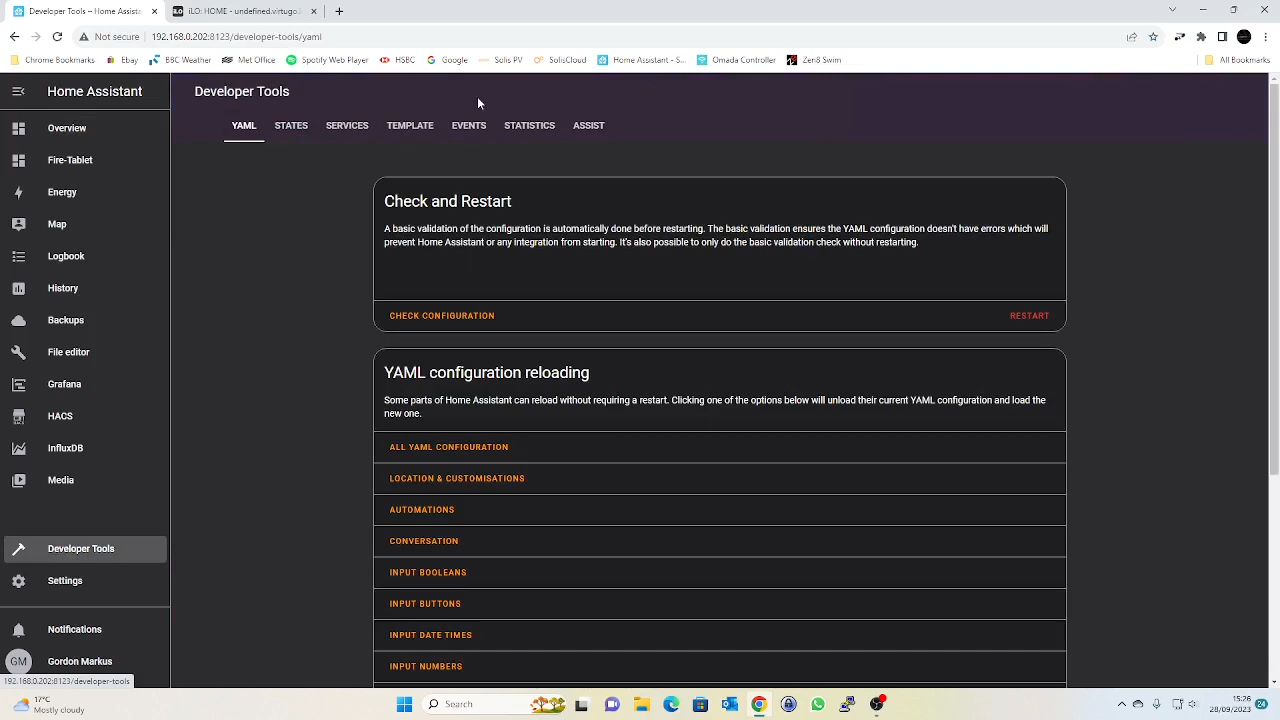 Developer Tools - Home Assist
iLO: HOME - undefined.virtugo.
Not secure
192.168.0.202:8123/developer-tools/yaml
Chrome Bookmarks
Ebay
BBC Weather
Met Office
Spotify Web Player
HSBC
Google
Solis PV
SolisCloud
Home Assistant - S...
Omada Controller
Zen8 Swim
All Bookmarks
Home Assistant
Overview
Fire-Tablet
Energy
Map
Logbook
History
Backups
File editor
Grafana
HACS
InfluxDB
Media
Developer Tools
Settings
Notifications
GM
Gordon Markus
192.168.0.202:8123/developer-tools
Developer Tools
YAML
STATES
SERVICES
TEMPLATE
EVENTS
STATISTICS
ASSIST
Check and Restart
A basic validation of the configuration is automatically done before restarting. The basic validation ensures the YAML configuration doesn't have errors which will
prevent Home Assistant or any integration from starting. It's also possible to only do the basic validation check without restarting.
CHECK CONFIGURATION
RESTART
YAML configuration reloading
Some parts of Home Assistant can reload without requiring a restart. Clicking one of the options below will unload their current YAML configuration and load the
new one.
ALL YAML CONFIGURATION
LOCATION & CUSTOMISATIONS
AUTOMATIONS
CONVERSATION
INPUT BOOLEANS
INPUT BUTTONS
INPUT DATE TIMES
INPUT NUMBERS
17°C
Mostly cloudy
Search
15:26
28/09/2023
24